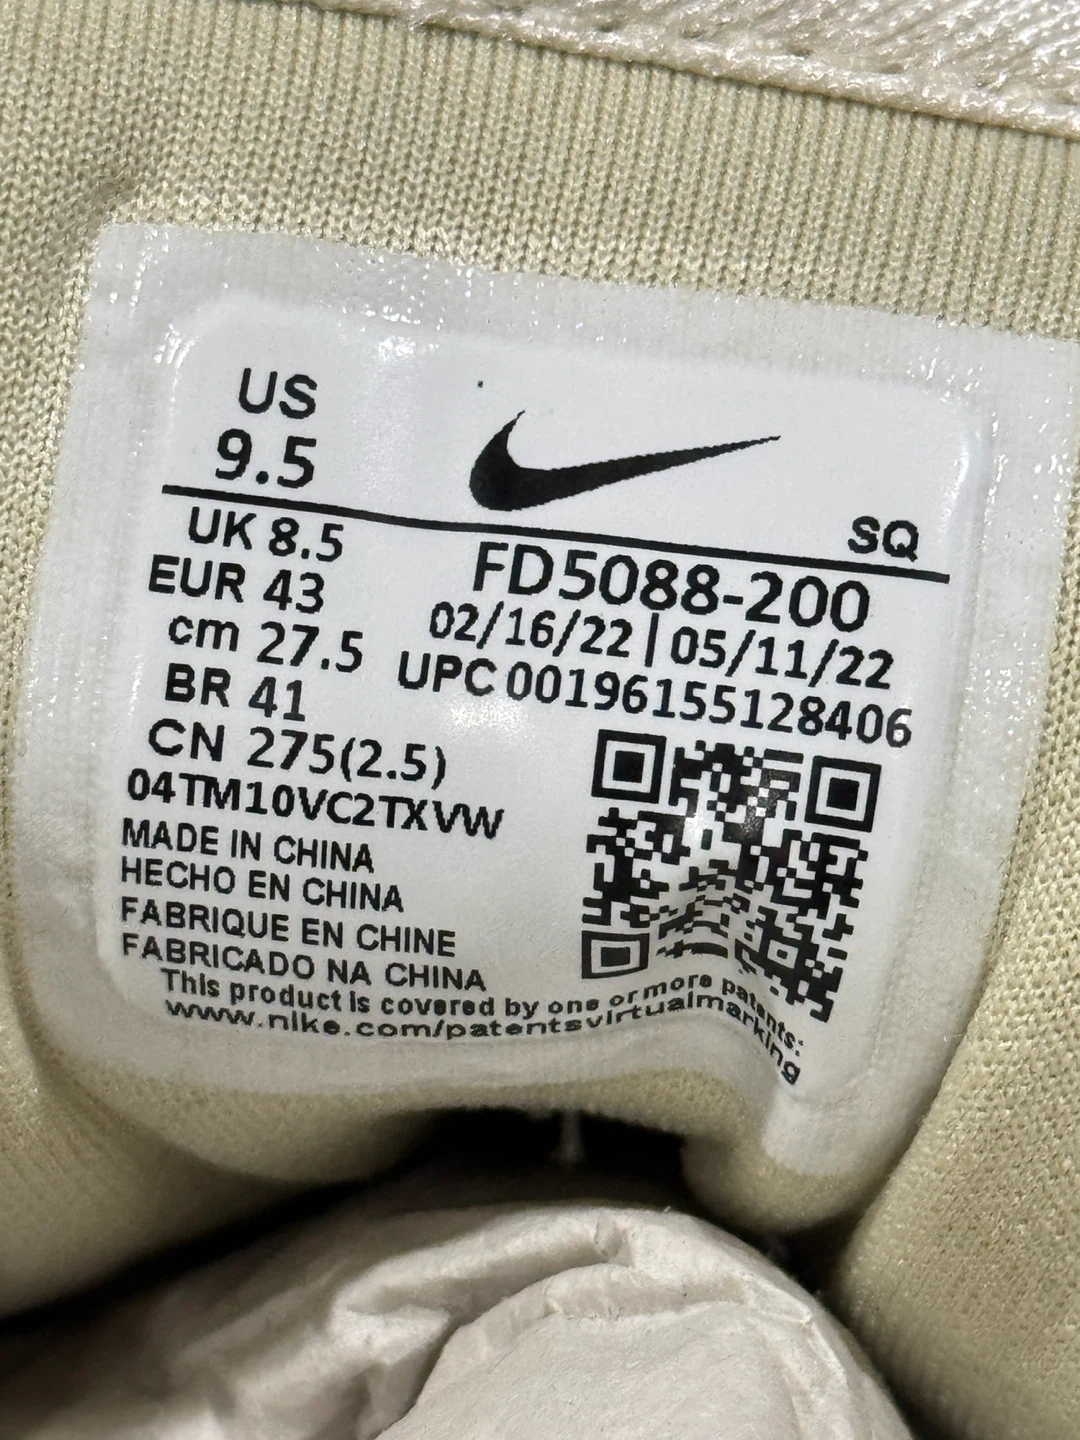 US
9.5
SQ
UK 8.5
EUR 43
cm 27.5
BR 41
CN 275(2.5)
FD5088-200
02/16/22 | 05/11/22
UPC 00196155128406
04TM10VC2TXVW
MADE IN CHINA
HECHO EN CHINA
FABRIQUE EN CHINE
FABRICADO NA CHINA
This product is covered by one or more patents:
www.nike.com/patentsvirtualmarking